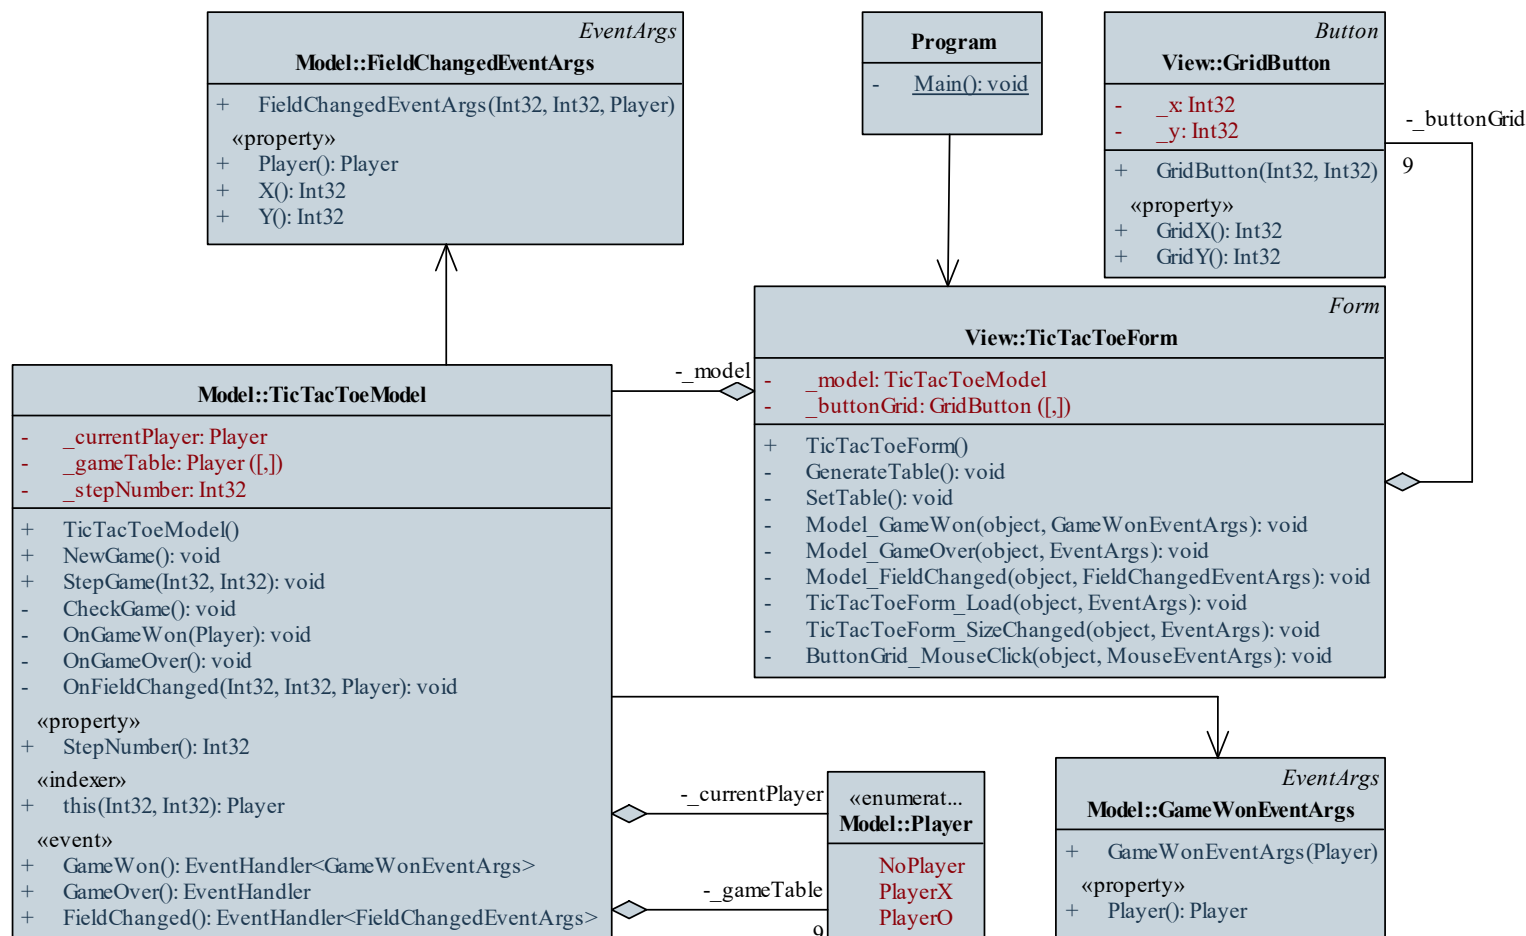 EventArgs
Model::FieldChangedEventArgs
+ FieldChangedEventArgs(Int32, Int32, Player)
«property»
+ Player(): Player
+ X(): Int32
+ Y(): Int32
Program
- Main(): void
Button
View::GridButton
- _x: Int32
- _y: Int32
+ GridButton(Int32, Int32)
«property»
+ GridX(): Int32
+ GridY(): Int32
-_buttonGrid
9
Form
View::TicTacToeForm
- _model: TicTacToeModel
- _buttonGrid: GridButton ([,])
+ TicTacToeForm()
- GenerateTable(): void
- SetTable(): void
- Model_GameWon(object, GameWonEventArgs): void
- Model_GameOver(object, EventArgs): void
- Model_FieldChanged(object, FieldChangedEventArgs): void
- TicTacToeForm_Load(object, EventArgs): void
- TicTacToeForm_SizeChanged(object, EventArgs): void
- ButtonGrid_MouseClick(object, MouseEventArgs): void
-_model
Model::TicTacToeModel
- _currentPlayer: Player
- _gameTable: Player ([,])
- _stepNumber: Int32
+ TicTacToeModel()
+ NewGame(): void
+ StepGame(Int32, Int32): void
- CheckGame(): void
- OnGameWon(Player): void
- OnGameOver(): void
- OnFieldChanged(Int32, Int32, Player): void
«property»
+ StepNumber(): Int32
«indexer»
+ this(Int32, Int32): Player
«event»
+ GameWon(): EventHandler<GameWonEventArgs>
+ GameOver(): EventHandler
+ FieldChanged(): EventHandler<FieldChangedEventArgs>
-_currentPlayer
-_gameTable
9
«enumerat...
Model::Player
NoPlayer
PlayerX
PlayerO
EventArgs
Model::GameWonEventArgs
+ GameWonEventArgs(Player)
«property»
+ Player(): Player